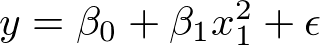 y = β₀ + β₁x₁² + ϵ